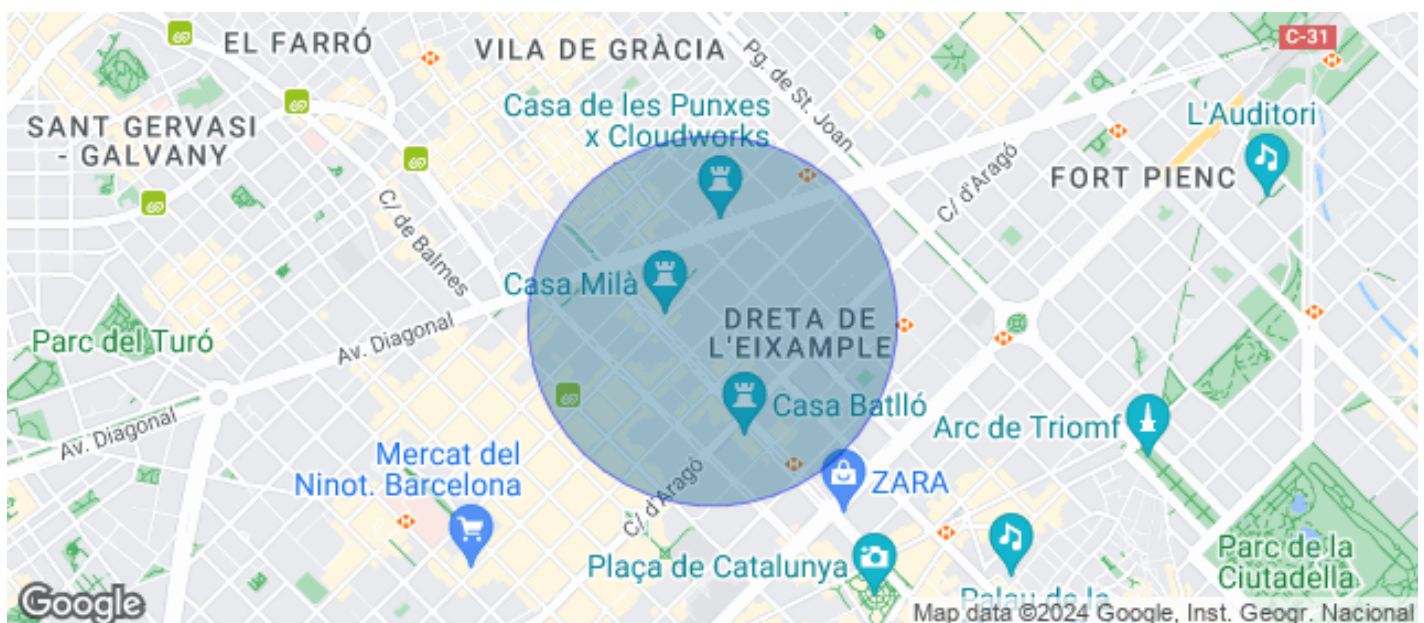 EL FARRÓ
VILA DE GRÀCIA
Pg. de St. Joan
C-31
Casa de les Punxes
x Cloudworks
L'Auditori
SANT GERVASI
- GALVANY
FORT PIENC
C/ d'Aragó
C/ de Balmes
Casa Milà
DRETA DE
L'EIXAMPLE
Parc del Turó
Av. Diagonal
Casa Batlló
Av. Diagonal
Arc de Triomf
Mercat del
Ninot. Barcelona
C/ d'Aragó
ZARA
Plaça de Catalunya
Parc de la
Ciutadella
Palau de la
Google
Map data ©2024 Google, Inst. Geogr. Nacional